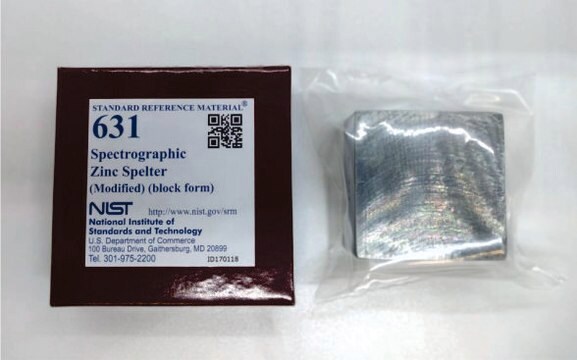 STANDARD REFERENCE MATERIAL®
631
Spectrographic
Zinc Spelter
(Modified) (block form)
NIST http://www.nist.gov/srm
National Institute of
Standards and Technology
U.S. Department of Commerce
100 Bureau Drive, Gaithersburg, MD 20899
Tel. 301-975-2200 JD170118